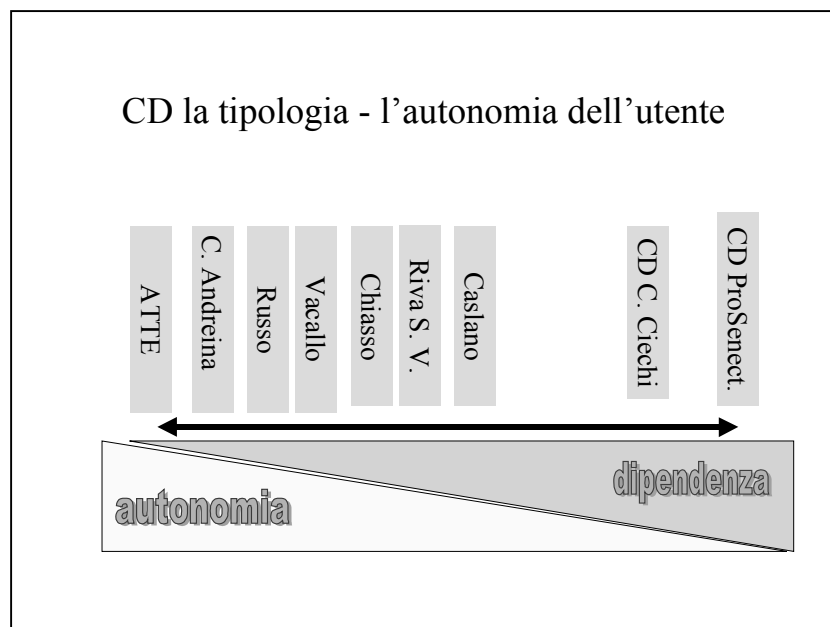 CD la tipologia - l'autonomia dell'utente
ATTE
C. Andreina
Russo
Vacallo
Chiasso
Riva S. V.
Caslano
CD C. Ciechi
CD ProSenect.
autonomia
dipendenza